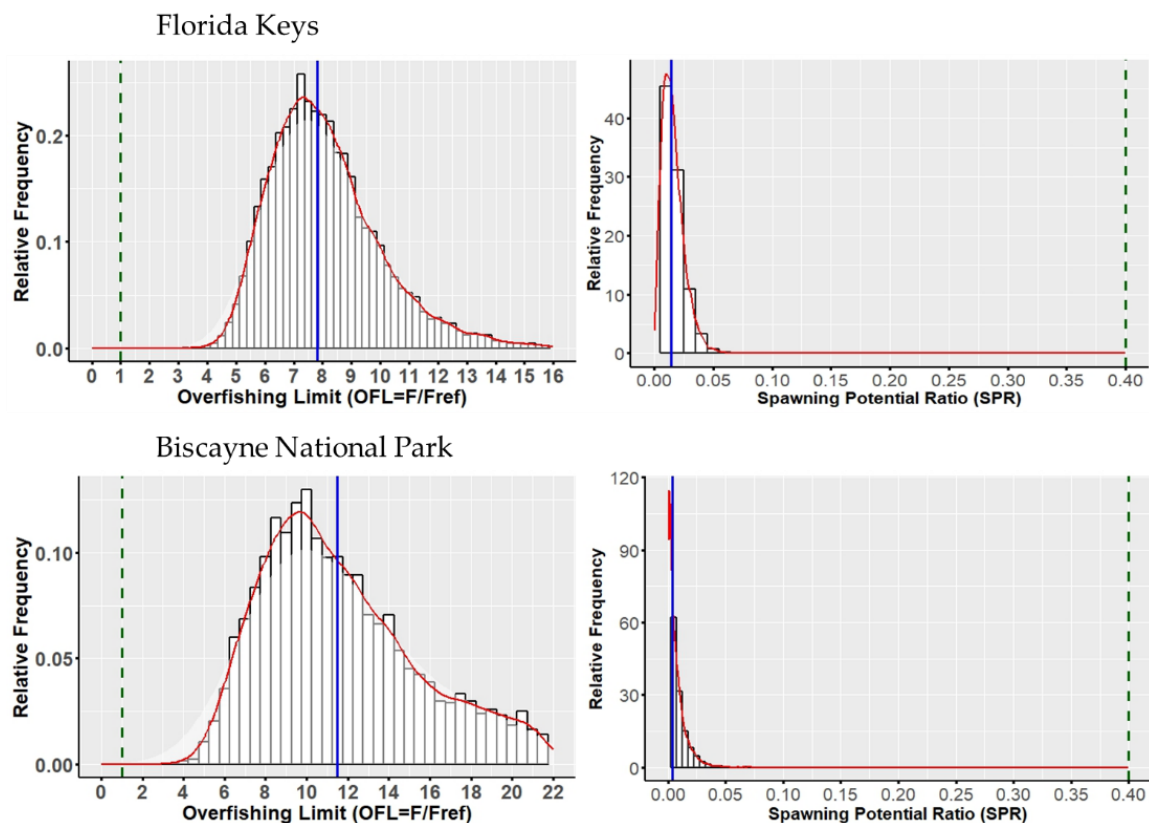 Florida Keys
Relative Frequency
0.2
0.1
0.0
0 1 2 3 4 5 6 7 8 9 10 11 12 13 14 15 16
Overfishing Limit (OFL=F/Fref)
Relative Frequency
40
30
20
10
0
0.00 0.05 0.10 0.15 0.20 0.25 0.30 0.35 0.40
Spawning Potential Ratio (SPR)
Biscayne National Park
Relative Frequency
0.10
0.05
0.00
0 2 4 6 8 10 12 14 16 18 20 22
Overfishing Limit (OFL=F/Fref)
Relative Frequency
120
90
60
30
0
0.00 0.05 0.10 0.15 0.20 0.25 0.30 0.35 0.40
Spawning Potential Ratio (SPR)